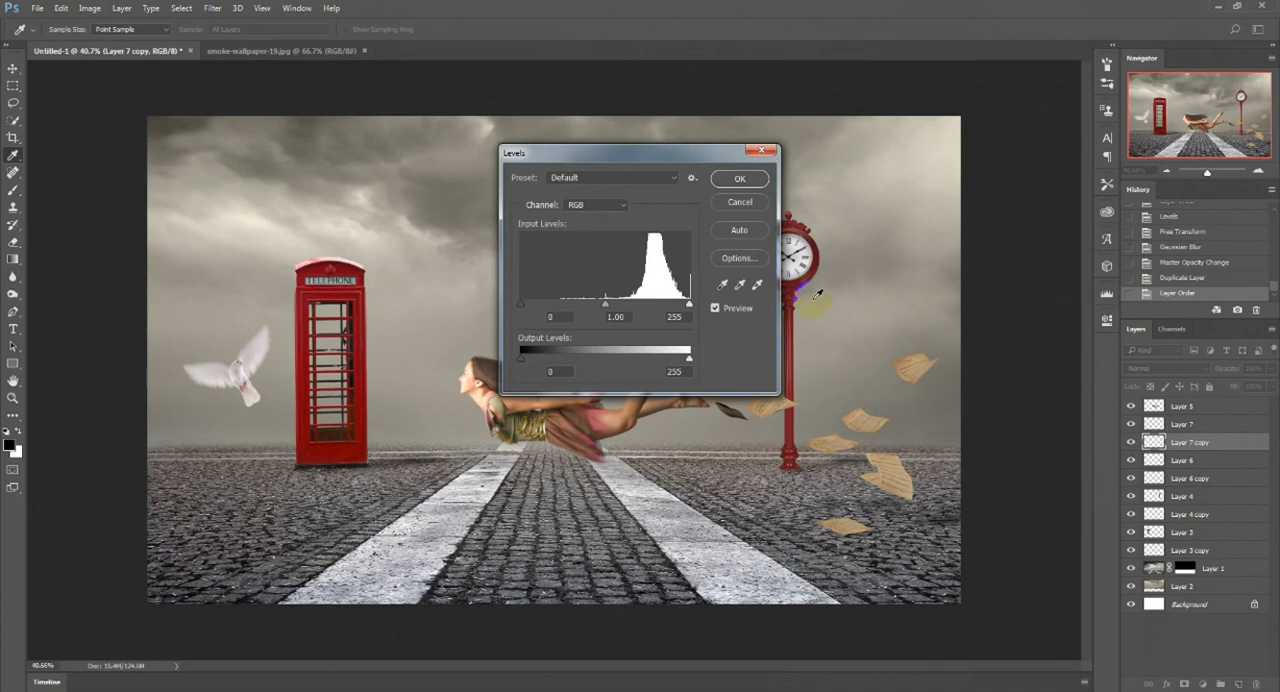 Ps File Edit Image Layer Type Select Filter 3D View Window Help
Sample Size: Point Sample Sample: All Layers Show Sampling Ring
Untitled-1 @ 40.7% (Layer 7 copy, RGB/8) * × smoke-wallpaper-19.jpg @ 66.7% (RGB/8#) ×
Navigator
History
Levels
Free Transform
Gaussian Blur
Master Opacity Change
Duplicate Layer
Layer Order
Layers Channels
Kind
Normal Opacity: 100%
Lock: Fill: 100%
Layer 5
Layer 7
Layer 7 copy
Layer 6
Layer 6 copy
Layer 4
Layer 4 copy
Layer 3
Layer 3 copy
Layer 1
Layer 2
Background
Levels
Preset: Default OK
Cancel
Channel: RGB
Input Levels:
Auto
Options...
Preview
0 1.00 255
Output Levels:
0 255
TELEPHONE
40.66% Doc: 15.4M/124.0M
Timeline